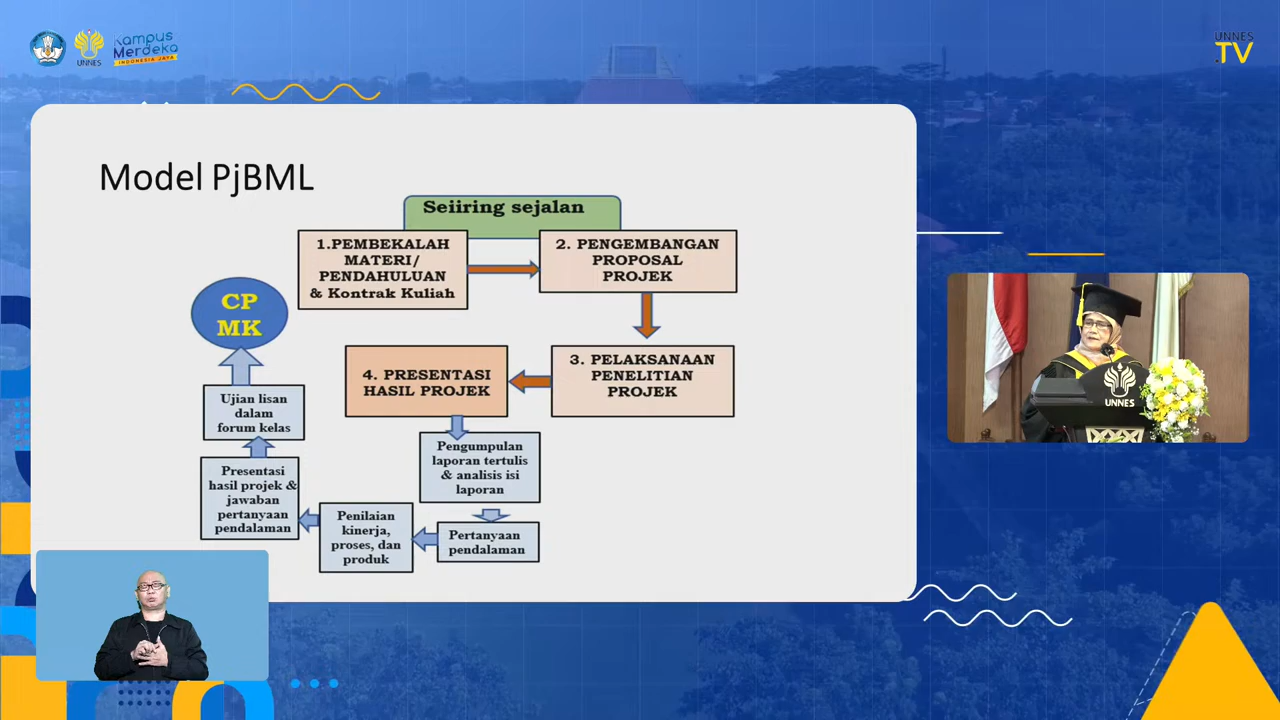 UNNES
Kampus
Merdeka
INDONESIA JAYA
UNNES
TV
Model PjBML
Seiiring sejalan
1.PEMBEKALAH
MATERI/
PENDAHULUAN
& Kontrak Kuliah
2. PENGEMBANGAN
PROPOSAL
PROJEK
CP
MK
4. PRESENTASI
HASIL PROJEK
3. PELAKSANAAN
PENELITIAN
PROJEK
Ujian lisan
dalam
forum kelas
Pengumpulan
laporan tertulis
& analisis isi
laporan
Presentasi
hasil projek &
jawaban
pertanyaan
pendalaman
Penilaian
kinerja,
proses, dan
produk
Pertanyaan
pendalaman
UNNES